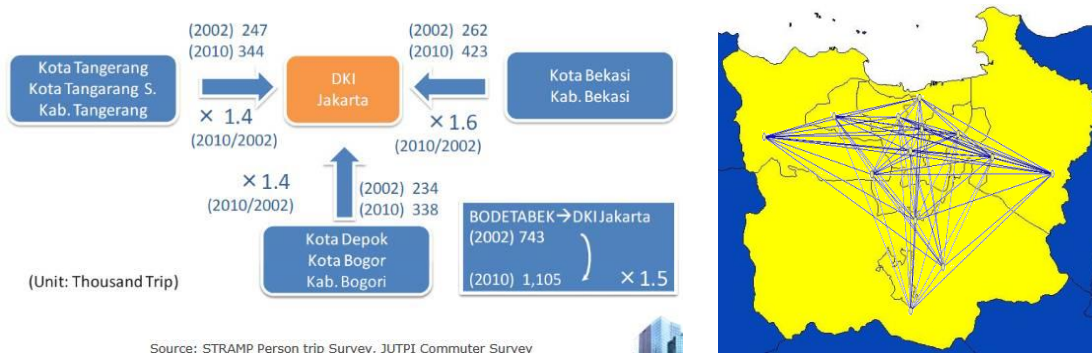 (2002) 247
(2010) 344
(2002) 262
(2010) 423
Kota Tangerang
Kota Tangarang S.
Kab. Tangerang
DKI
Jakarta
Kota Bekasi
Kab. Bekasi
× 1.4
(2010/2002)
× 1.6
(2010/2002)
×1.4
(2010/2002)
(2002) 234
(2010) 338
Kota Depok
Kota Bogor
Kab. Bogori
BODETABEK→DKI Jakarta
(2002) 743
(2010) 1,105
×1.5
(Unit: Thousand Trip)
Source: STRAMP Person trip Survey, JUTPI Commuter Survey